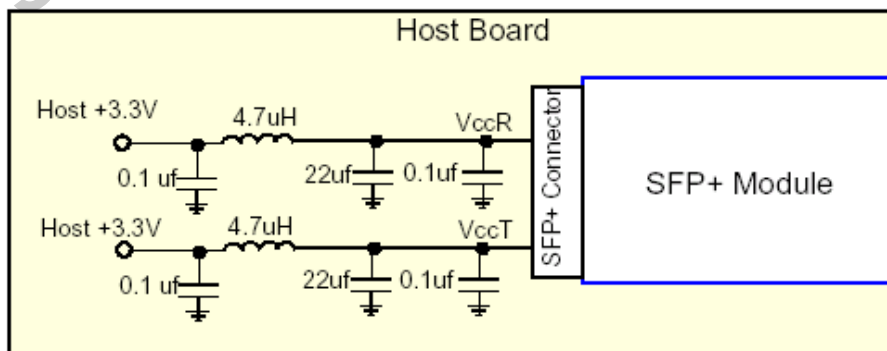 Host Board
Host +3.3V
4.7uH
VccR
0.1 uf
22uf
0.1uf
Host +3.3V
4.7uH
VccT
0.1 uf
22uf
0.1uf
SFP+ Connector
SFP+ Module